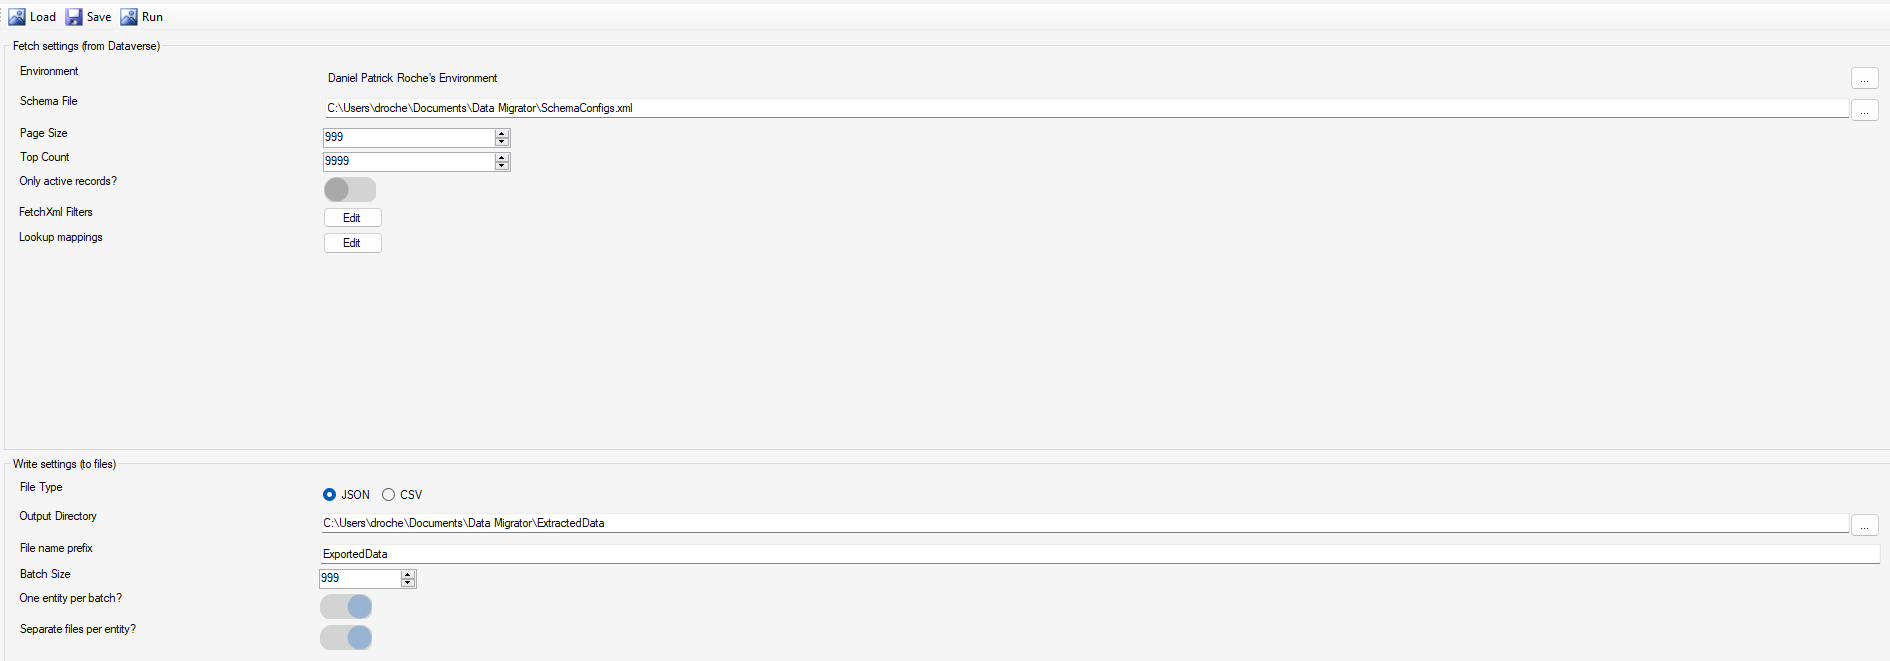 Load Save Run
Fetch settings (from Dataverse)
Environment Daniel Patrick Roche's Environment ...
Schema File C:\Users\droche\Documents\Data Migrator\SchemaConfigs.xml ...
Page Size 999
Top Count 9999
Only active records?
FetchXml Filters Edit
Lookup mappings Edit
Write settings (to files)
File Type JSON CSV
Output Directory C:\Users\droche\Documents\Data Migrator\ExtractedData ...
File name prefix ExportedData
Batch Size 999
One entity per batch?
Separate files per entity?